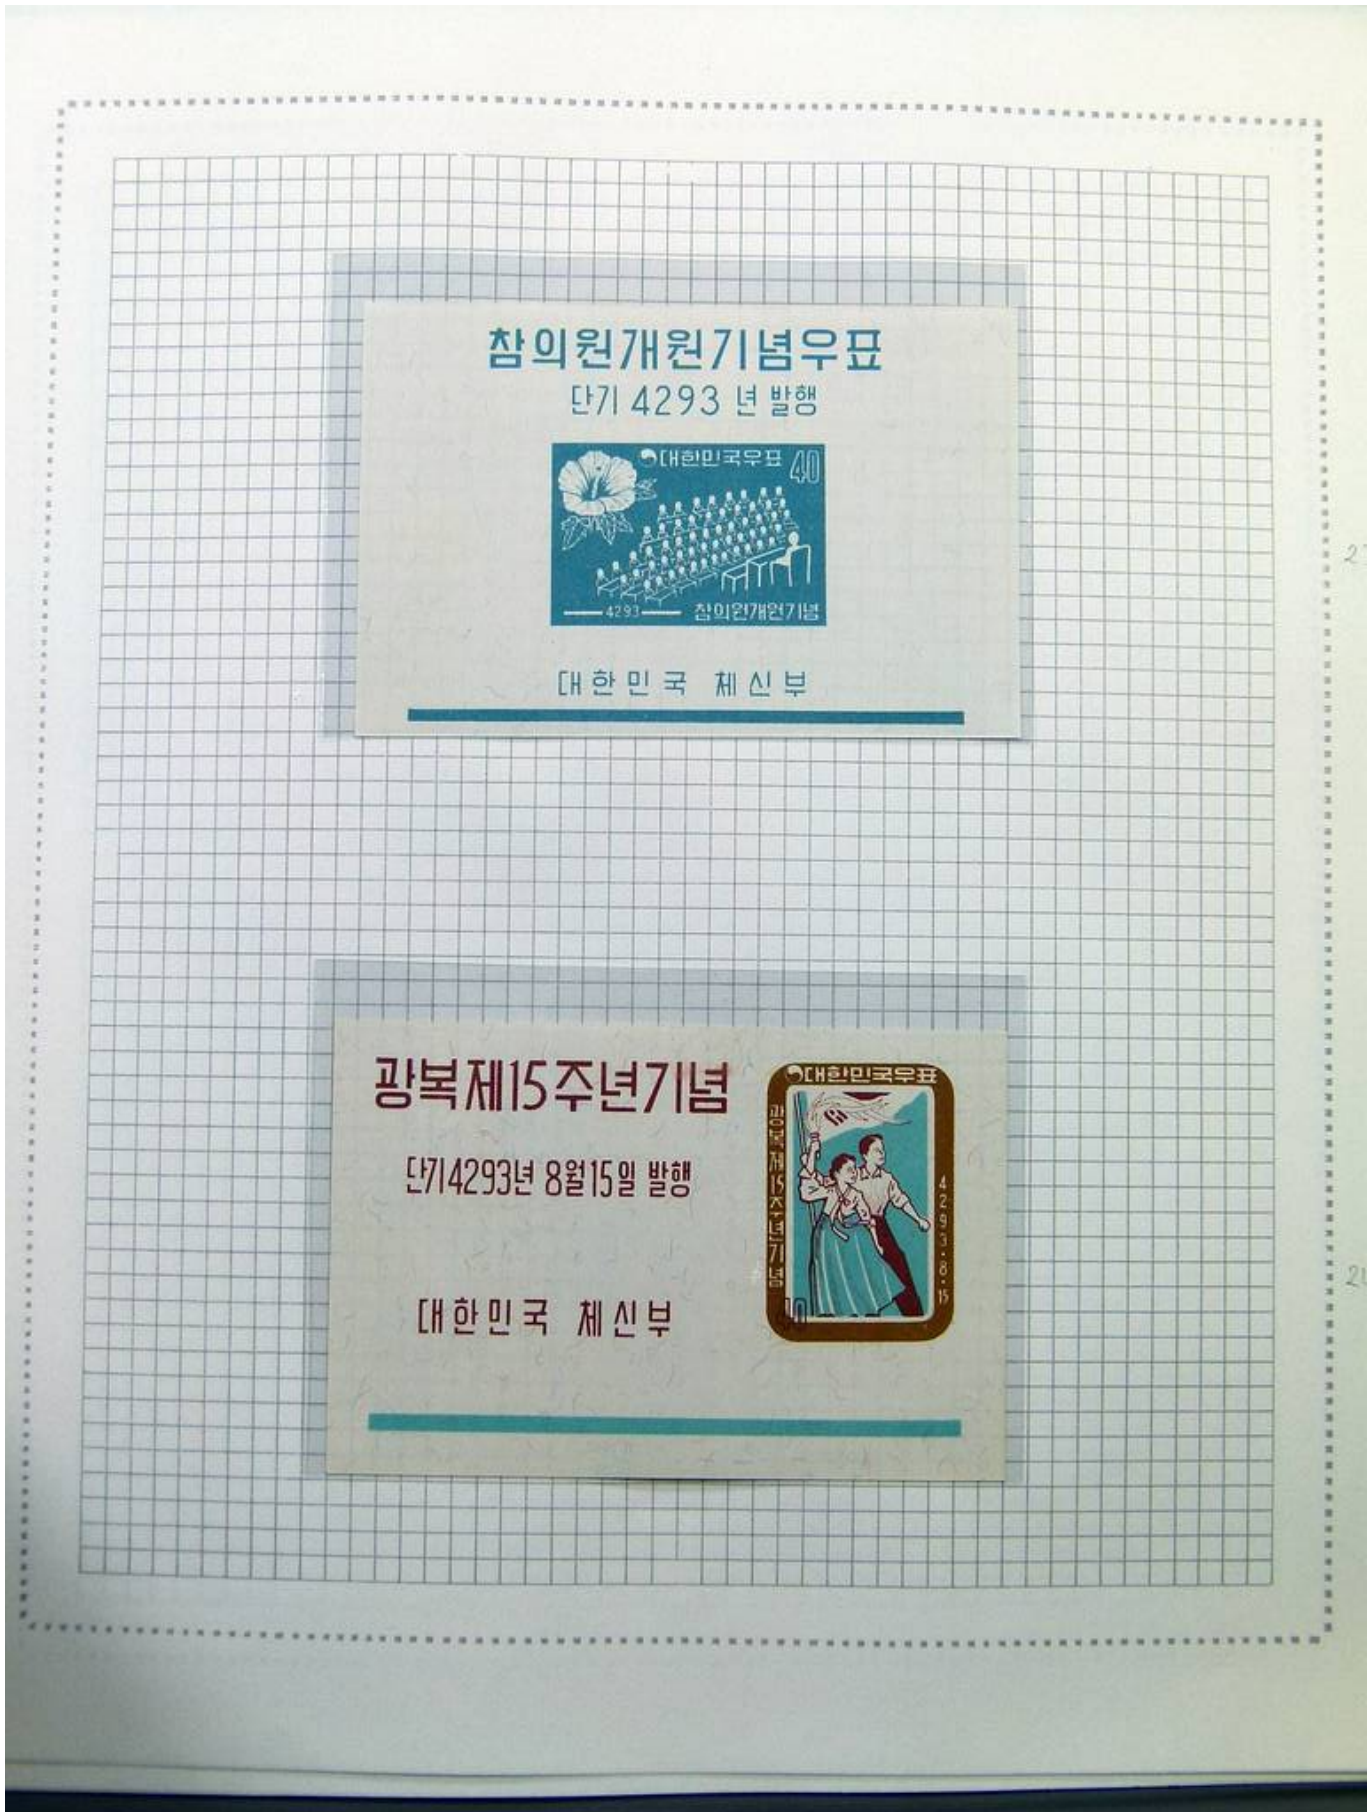 참의원개원기념우표
단기 4293 년 발행
대한민국우표 40
4293 참의원개원기념
대한민국 체신부
광복제15주년기념
단기4293년 8월15일 발행
대한민국 체신부
대한민국우표
광복제15주년기념
4293.8.15
40